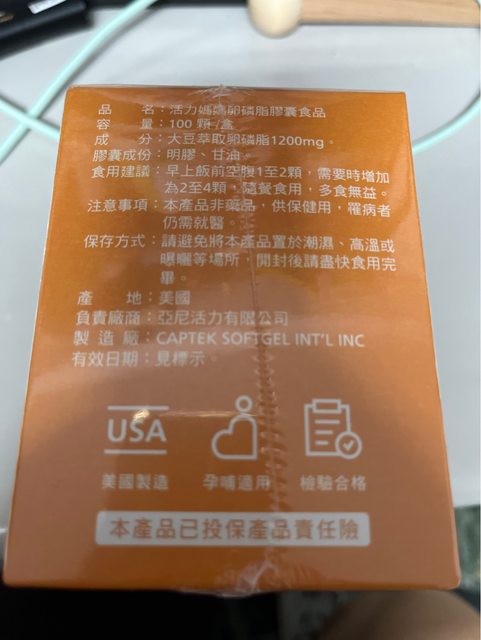 品名：活力媽媽卵磷脂膠囊食品
容量：100 顆/盒
成分：大豆萃取卵磷脂1200mg。
膠囊成份：明膠、甘油。
食用建議：早上飯前空腹1至2顆，需要時增加
為2至4顆，隨餐食用，多食無益。
注意事項：本產品非藥品，供保健用，罹病者
仍需就醫。
保存方式：請避免將本產品置於潮濕、高溫或
曝曬等場所，開封後請盡快食用完
畢。
產地：美國
負責廠商：亞尼活力有限公司
製造廠：CAPTEK SOFTGEL INT'L INC
有效日期：見標示。
USA
美國製造 孕哺適用 檢驗合格
本產品已投保產品責任險